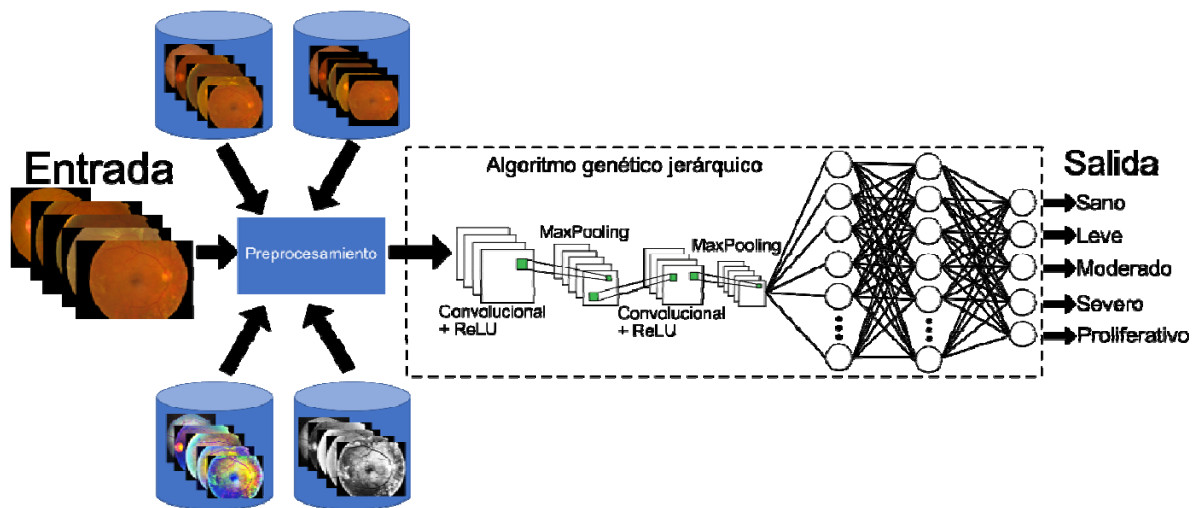 Entrada
Preprocesamiento
Algoritmo genético jerárquico
MaxPooling
MaxPooling
Convolucional
+ ReLU
Convolucional
+ ReLU
Salida
Sano
Leve
Moderado
Severo
Proliferativo